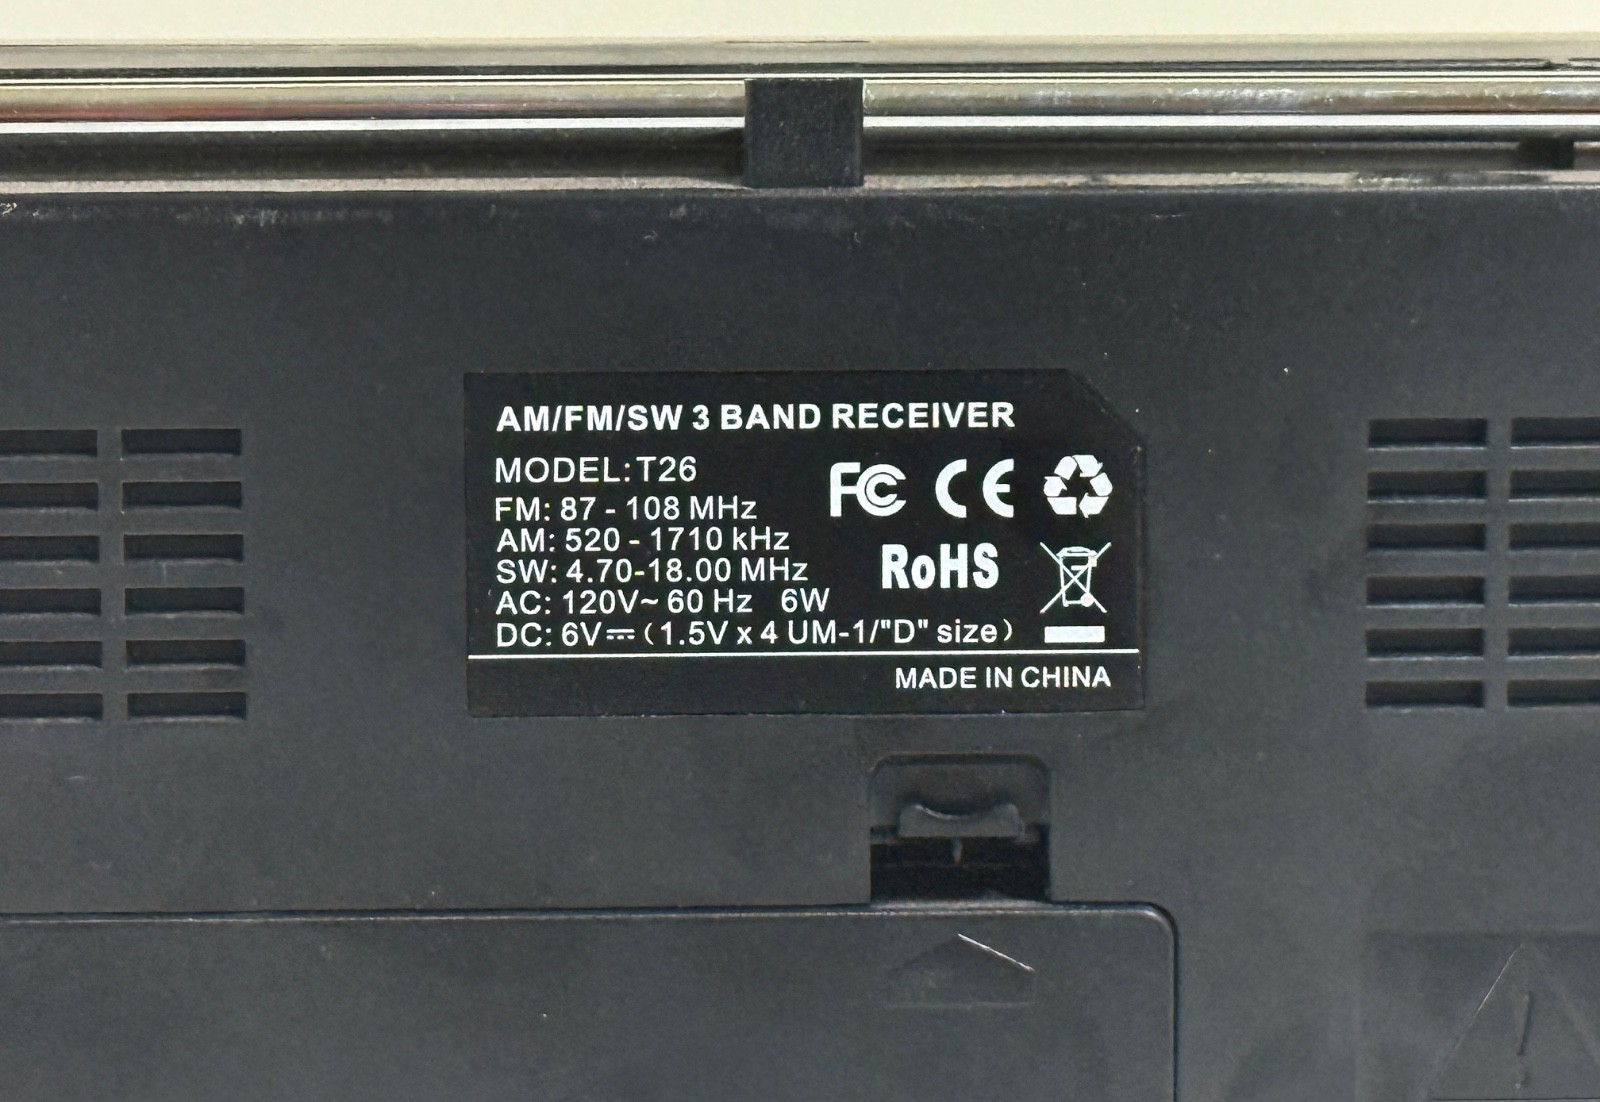 AM/FM/SW 3 BAND RECEIVER
MODEL: T26
FM: 87 - 108 MHz
AM: 520 - 1710 kHz
SW: 4.70-18.00 MHz
AC: 120V~ 60 Hz 6W
DC: 6V⎓ (1.5V x 4 UM-1/"D" size)
FC CE
RoHS
MADE IN CHINA